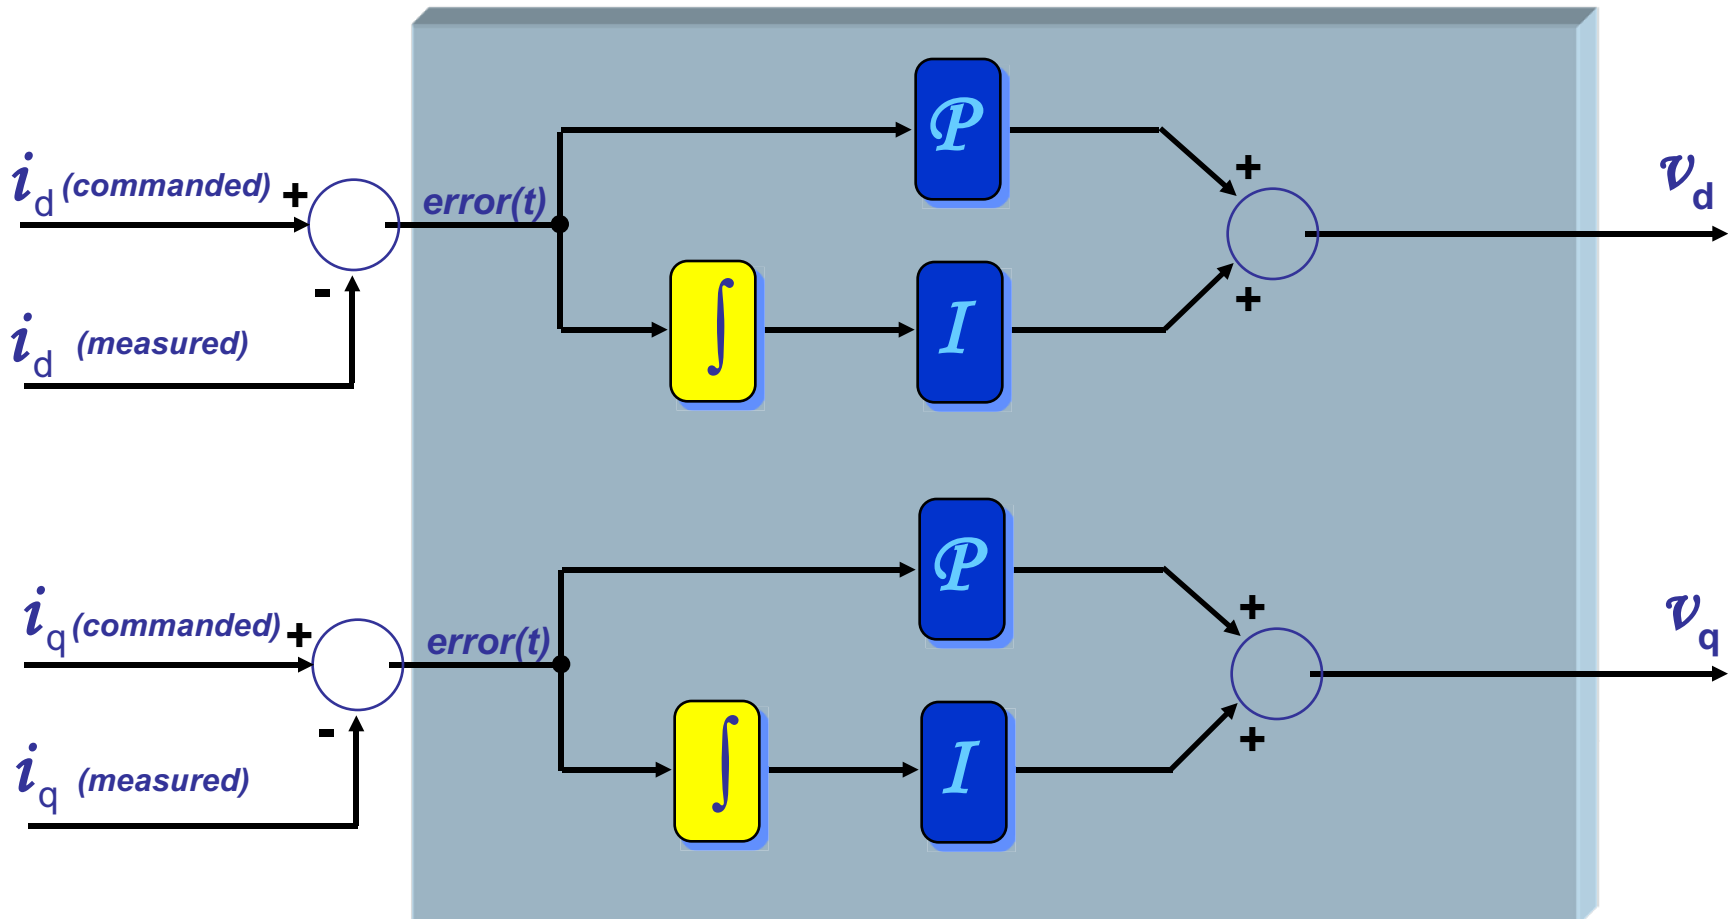 i_d (commanded)
+
error(t)
-
i_d (measured)
P
∫
I
+
+
v_d
i_q (commanded)
+
error(t)
-
i_q (measured)
P
∫
I
+
+
v_q